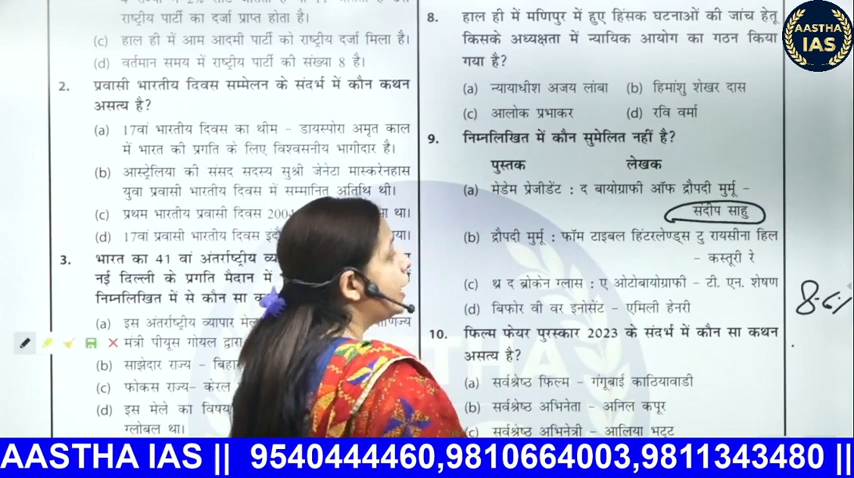 राष्ट्रीय पार्टी का दर्जा प्राप्त होता है।
(c) हाल ही में आम आदमी पार्टी को राष्ट्रीय दर्जा मिला है।
(d) वर्तमान समय में राष्ट्रीय पार्टी की संख्या 8 है।
2. प्रवासी भारतीय दिवस सम्मेलन के संदर्भ में कौन कथन
असत्य है?
(a) 17वां भारतीय दिवस का थीम – डायस्पोरा अमृत काल
में भारत की प्रगति के लिए विश्वसनीय भागीदार है।
(b) आस्ट्रेलिया की संसद सदस्य सुश्री जेनेटा मास्करेनहास
युवा प्रवासी भारतीय दिवस में सम्मानित अतिथि थी।
(c) प्रथम भारतीय प्रवासी दिवस 2004 था।
(d) 17वां प्रवासी भारतीय दिवस
3. भारत का 41 वां अंतर्राष्ट्रीय
नई दिल्ली के प्रगति मैदान में
निम्नलिखित में से कौन सा
(a) इस अंतर्राष्ट्रीय व्यापार
मंत्री पीयूस गोयल द्वारा
(b) साझेदार राज्य – बिहार
(c) फोकस राज्य– केरल
(d) इस मेले का विषय
ग्लोबल था।
8. हाल ही में मणिपुर में हुए हिंसक घटनाओं की जांच हेतु
किसके अध्यक्षता में न्यायिक आयोग का गठन किया
गया है?
(a) न्यायाधीश अजय लांबा (b) हिमांशु शेखर दास
(c) आलोक प्रभाकर (d) रवि वर्मा
9. निम्नलिखित में कौन सुमेलित नहीं है?
पुस्तक लेखक
(a) मेडेम प्रेजीडेंट : द बायोग्राफी ऑफ द्रौपदी मुर्मू –
संदीप साहु
(b) द्रौपदी मुर्मू : फॉम टाइबल हिंटरलेण्ड्स टु रायसीना हिल
– कस्तूरी रे
(c) थ्र द ब्रोकेन ग्लास : ए ओटोबायोग्राफी – टी. एन. शेषण
(d) बिफोर वी वर इनोसेंट – एमिली हेनरी
10. फिल्म फेयर पुरस्कार 2023 के संदर्भ में कौन सा कथन
असत्य है?
(a) सर्वश्रेष्ठ फिल्म – गंगूबाई काठियावाडी
(b) सर्वश्रेष्ठ अभिनेता – अनिल कपूर
(c) सर्वश्रेष्ठ अभिनेत्री – आलिया भट्ट
AASTHA
IAS
AASTHA IAS || 9540444460,9810664003,9811343480 ||